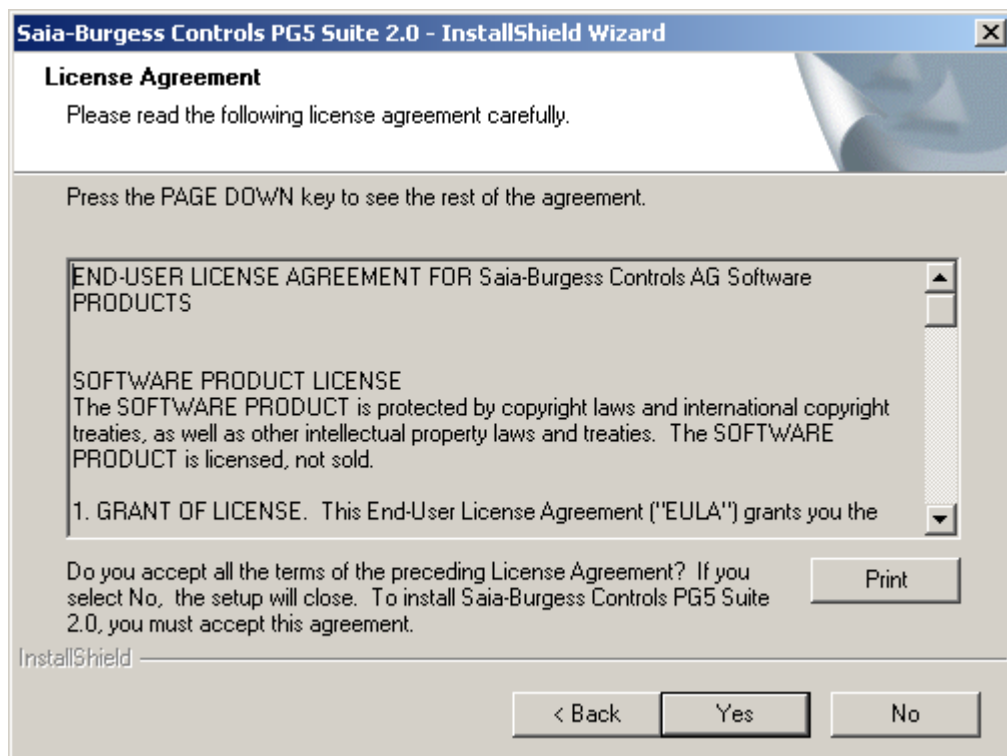 Saia-Burgess Controls PG5 Suite 2.0 - InstallShield Wizard
License Agreement
Please read the following license agreement carefully.
Press the PAGE DOWN key to see the rest of the agreement.
END-USER LICENSE AGREEMENT FOR Saia-Burgess Controls AG Software
PRODUCTS
SOFTWARE PRODUCT LICENSE
The SOFTWARE PRODUCT is protected by copyright laws and international copyright
treaties, as well as other intellectual property laws and treaties.  The SOFTWARE
PRODUCT is licensed, not sold.
1. GRANT OF LICENSE.  This End-User License Agreement ("EULA") grants you the
Do you accept all the terms of the preceding License Agreement?  If you
select No,  the setup will close.  To install Saia-Burgess Controls PG5 Suite
2.0, you must accept this agreement.
Print
InstallShield
< Back
Yes
No